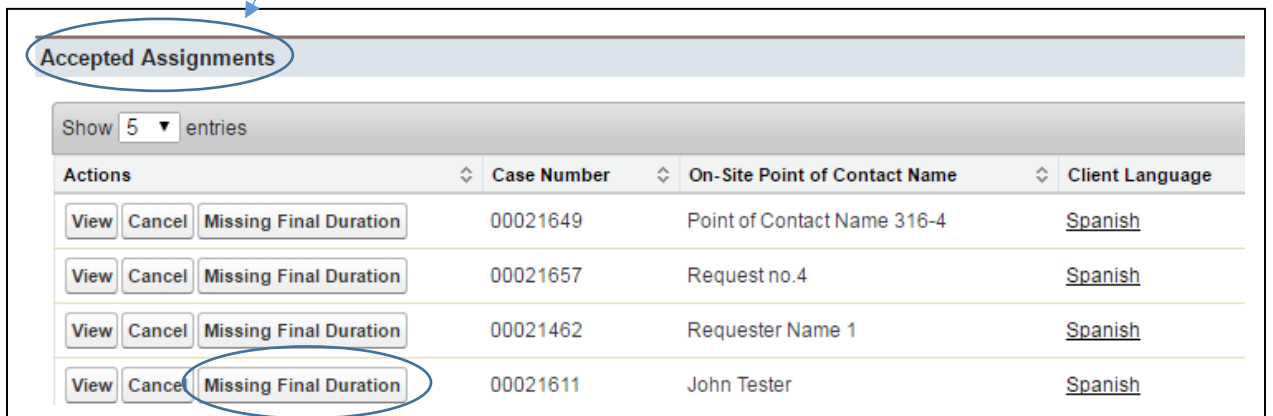 Accepted Assignments
Show 5 entries
Actions Case Number On-Site Point of Contact Name Client Language
View Cancel Missing Final Duration 00021649 Point of Contact Name 316-4 Spanish
View Cancel Missing Final Duration 00021657 Request no.4 Spanish
View Cancel Missing Final Duration 00021462 Requester Name 1 Spanish
View Cancel Missing Final Duration 00021611 John Tester Spanish